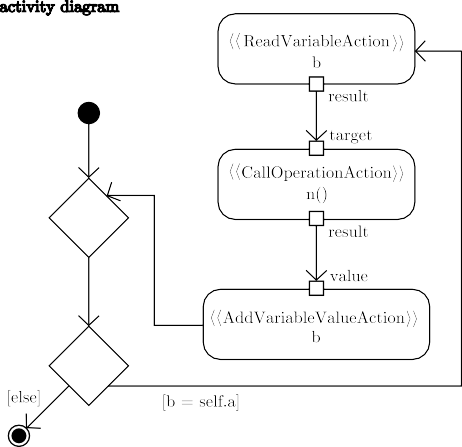 activity diagram
⟨⟨ReadVariableAction⟩⟩
b
result
target
⟨⟨CallOperationAction⟩⟩
n()
result
value
⟨⟨AddVariableValueAction⟩⟩
b
[else]
[b = self.a]